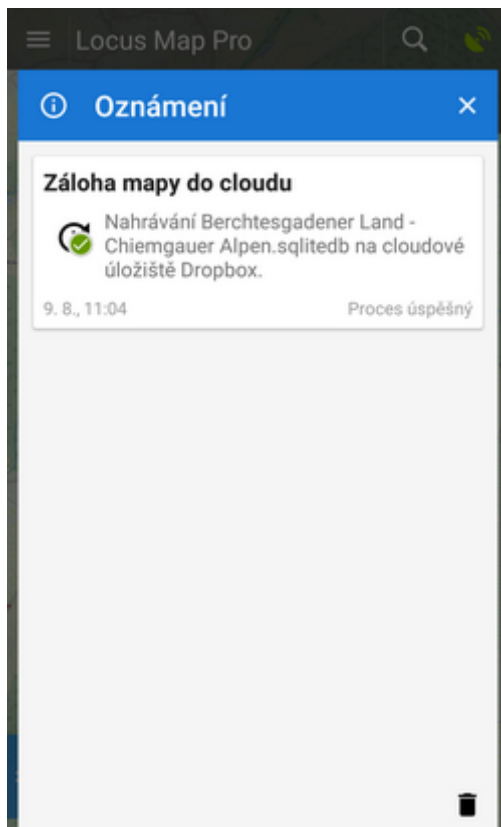 Locus Map Pro
Oznámení
Záloha mapy do cloudu
Nahrávání Berchtesgadener Land -
Chiemgauer Alpen.sqlitedb na cloudové
úložiště Dropbox.
9. 8., 11:04 Proces úspěšný